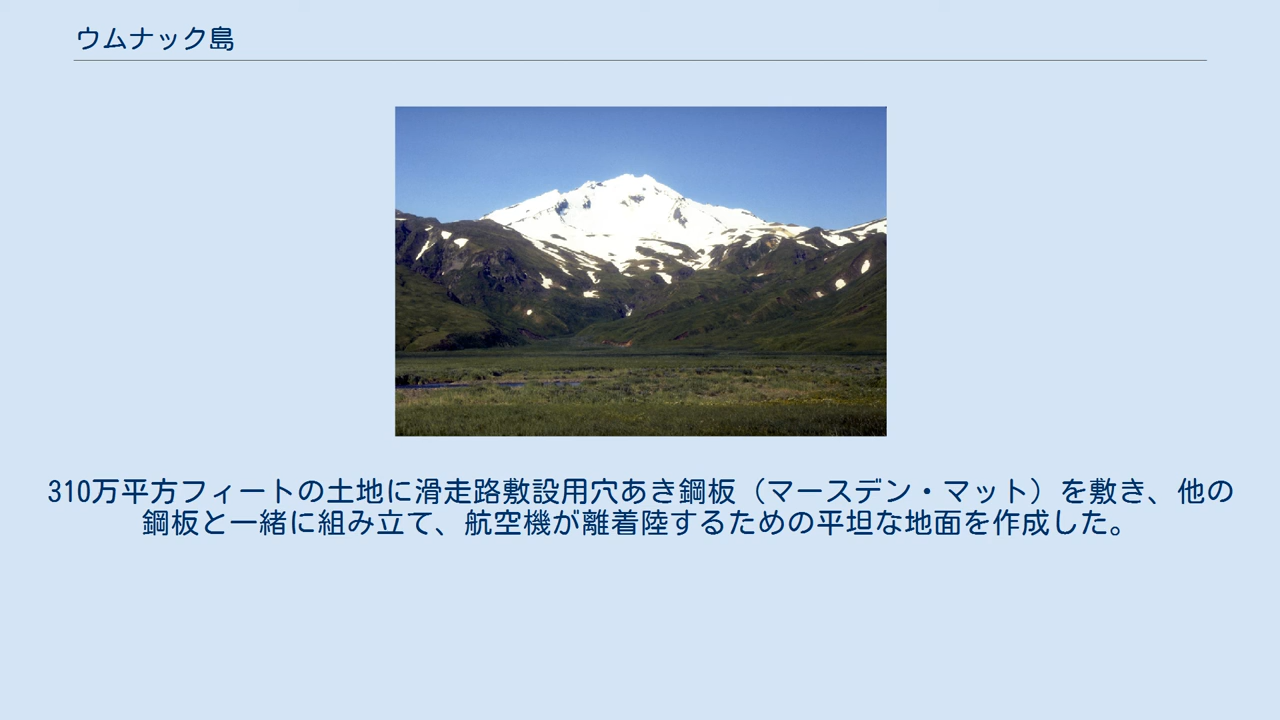 ウムナック島
310万平方フィートの土地に滑走路敷設用穴あき鋼板（マースデン・マット）を敷き、他の
鋼板と一緒に組み立て、航空機が離着陸するための平坦な地面を作成した。